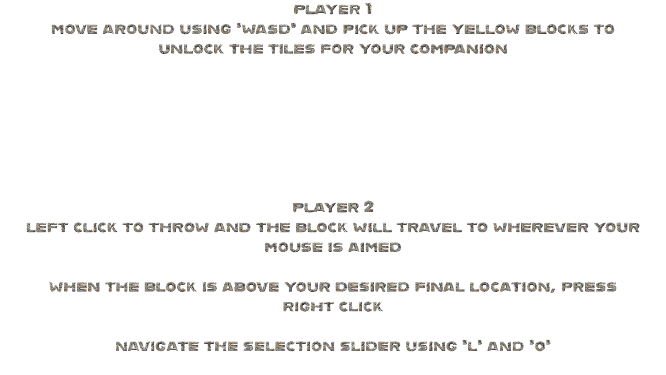 PLAYER 1
MOVE AROUND USING 'WASD' AND PICK UP THE YELLOW BLOCKS TO
UNLOCK THE TILES FOR YOUR COMPANION
PLAYER 2
LEFT CLICK TO THROW AND THE BLOCK WILL TRAVEL TO WHEREVER YOUR
MOUSE IS AIMED
WHEN THE BLOCK IS ABOVE YOUR DESIRED FINAL LOCATION, PRESS
RIGHT CLICK
NAVIGATE THE SELECTION SLIDER USING 'L' AND 'O'